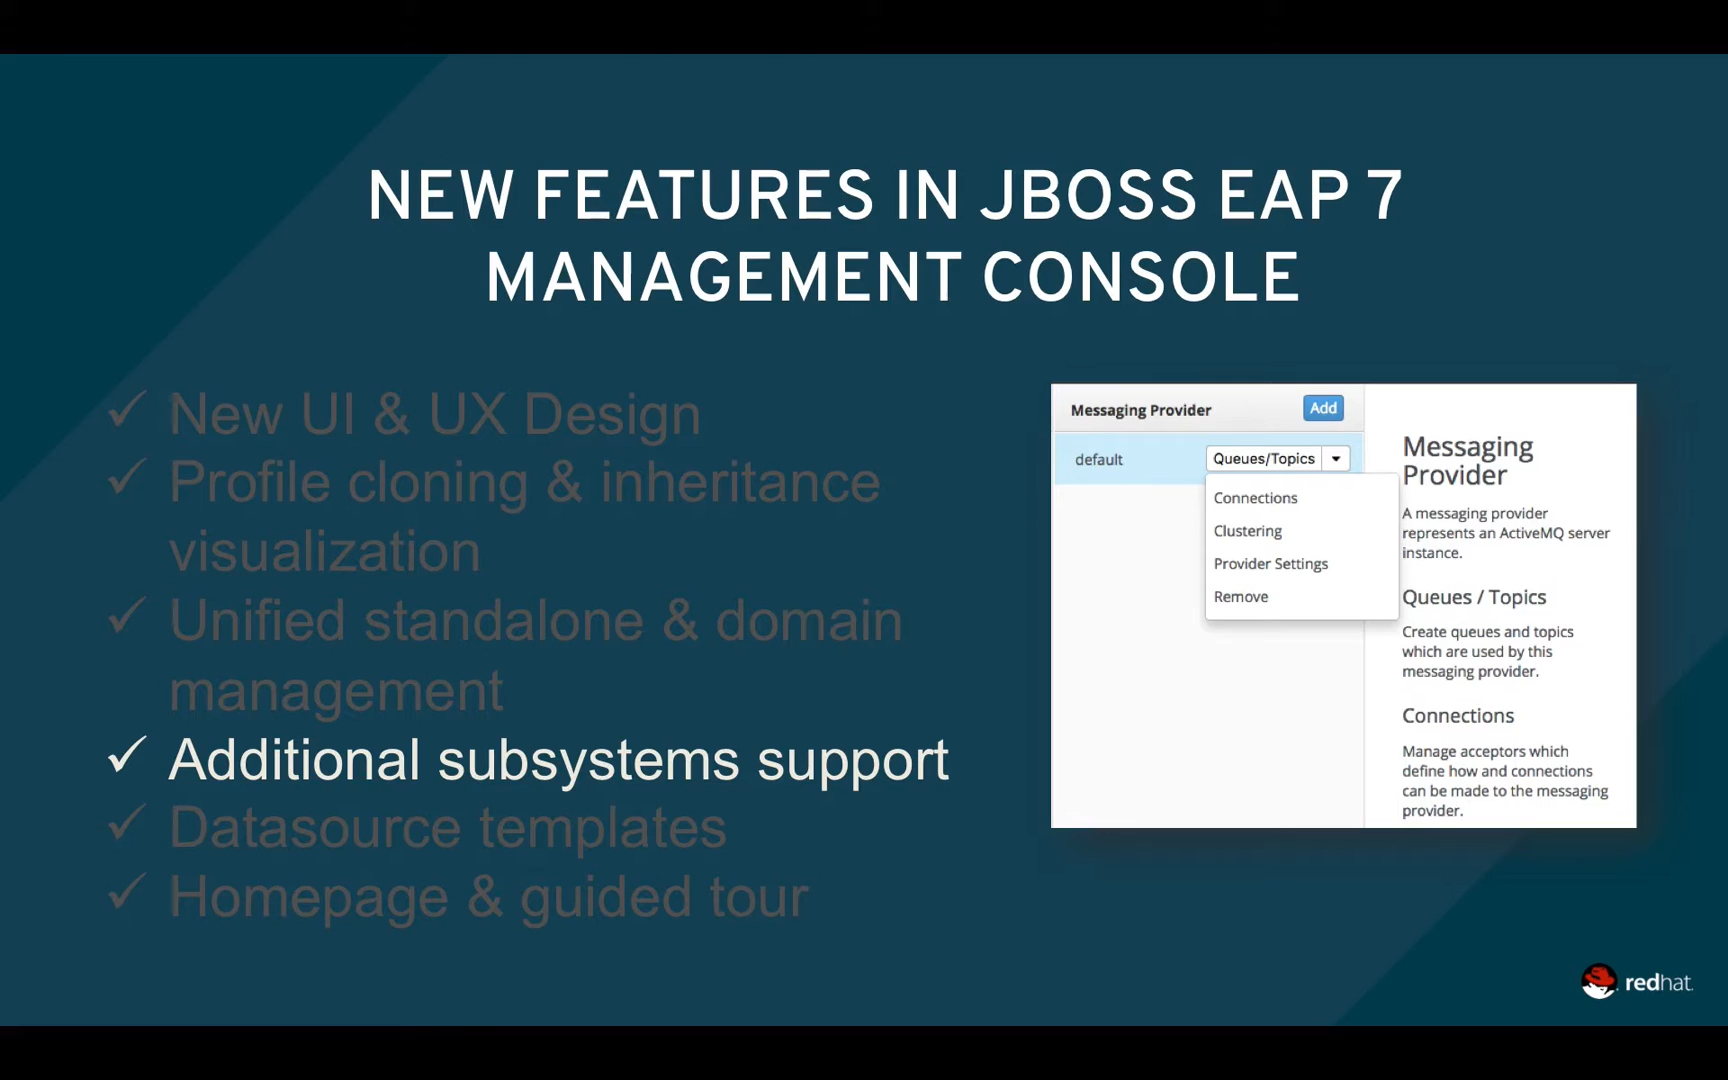 NEW FEATURES IN JBOSS EAP 7
MANAGEMENT CONSOLE
✓ New UI & UX Design
✓ Profile cloning & inheritance
visualization
✓ Unified standalone & domain
management
✓ Additional subsystems support
✓ Datasource templates
✓ Homepage & guided tour
Messaging Provider
Add
default
Queues/Topics
Connections
Clustering
Provider Settings
Remove
Messaging
Provider
A messaging provider
represents an ActiveMQ server
instance.
Queues / Topics
Create queues and topics
which are used by this
messaging provider.
Connections
Manage acceptors which
define how and connections
can be made to the messaging
provider.
redhat.